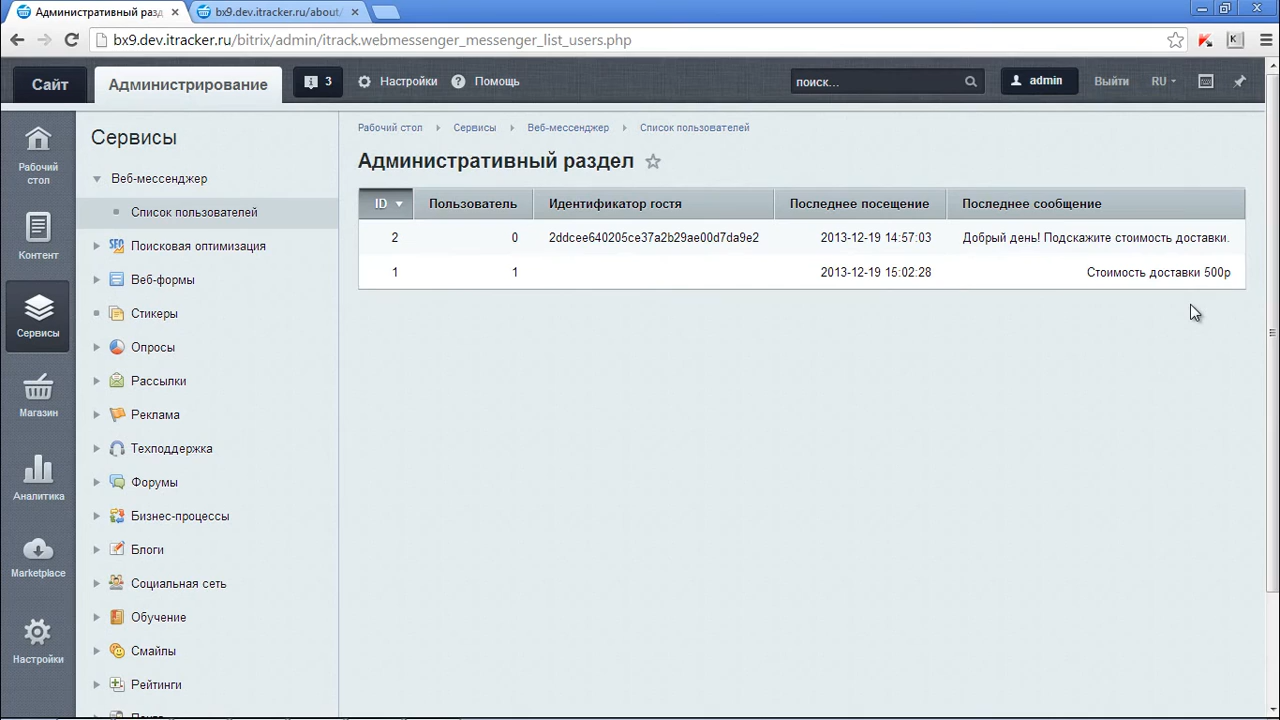 Административный разд
bx9.dev.itracker.ru/about/
bx9.dev.itracker.ru/bitrix/admin/itrack.webmessenger_messenger_list_users.php
Сайт
Администрирование
3
Настройки
Помощь
поиск...
admin
Выйти
RU
Рабочий стол
Контент
Сервисы
Магазин
Аналитика
Marketplace
Настройки
Сервисы
Веб-мессенджер
Список пользователей
Поисковая оптимизация
Веб-формы
Стикеры
Опросы
Рассылки
Реклама
Техподдержка
Форумы
Бизнес-процессы
Блоги
Социальная сеть
Обучение
Смайлы
Рейтинги
Рабочий стол Сервисы Веб-мессенджер Список пользователей
Административный раздел
ID Пользователь Идентификатор гостя Последнее посещение Последнее сообщение
2 0 2ddcee640205ce37a2b29ae00d7da9e2 2013-12-19 14:57:03 Добрый день! Подскажите стоимость доставки.
1 1 2013-12-19 15:02:28 Стоимость доставки 500р